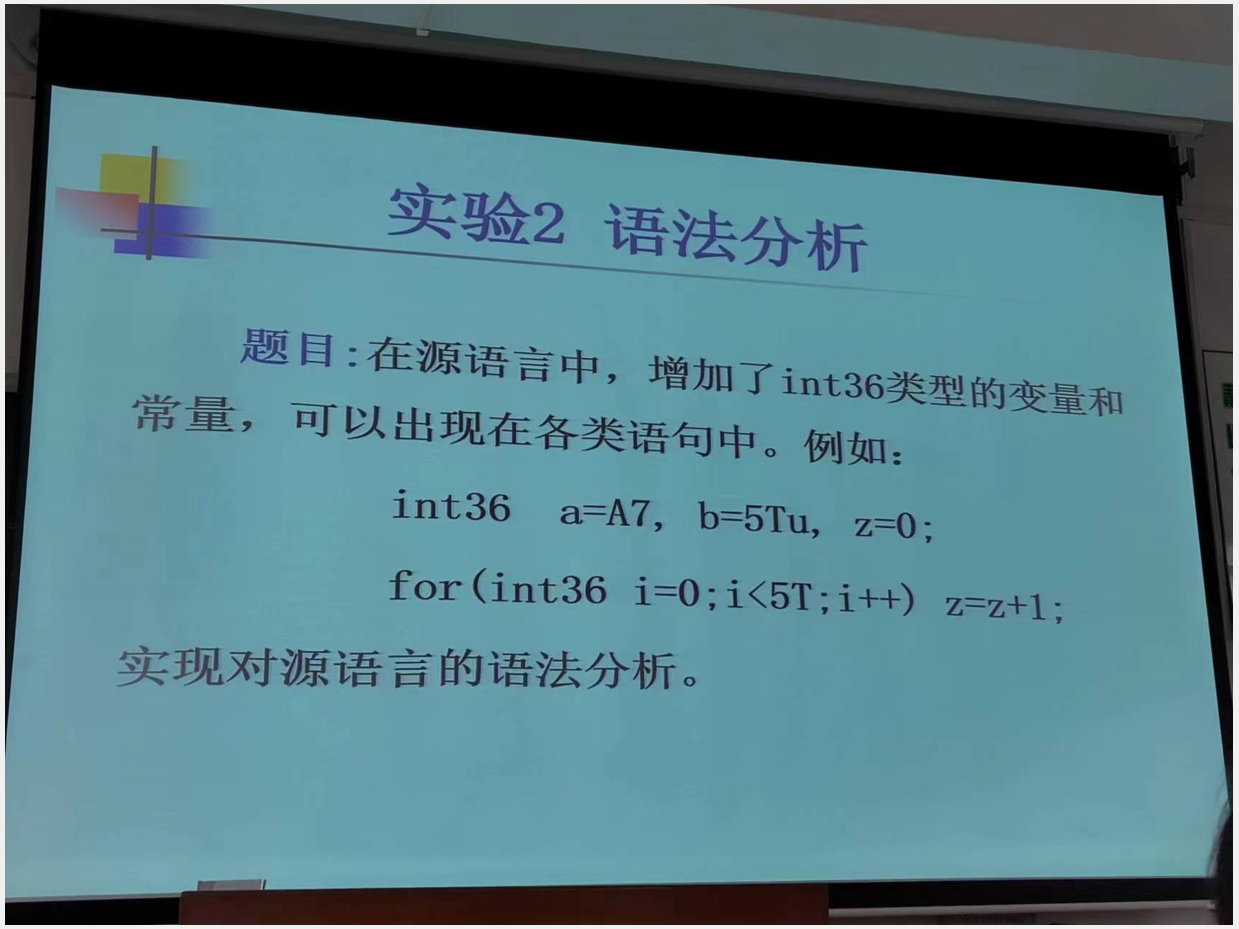 实验2 语法分析
题目:在源语言中，增加了int36类型的变量和
常量，可以出现在各类语句中。例如：
int36 a=A7, b=5Tu, z=0;
for(int36 i=0;i<5T;i++) z=z+1;
实现对源语言的语法分析。